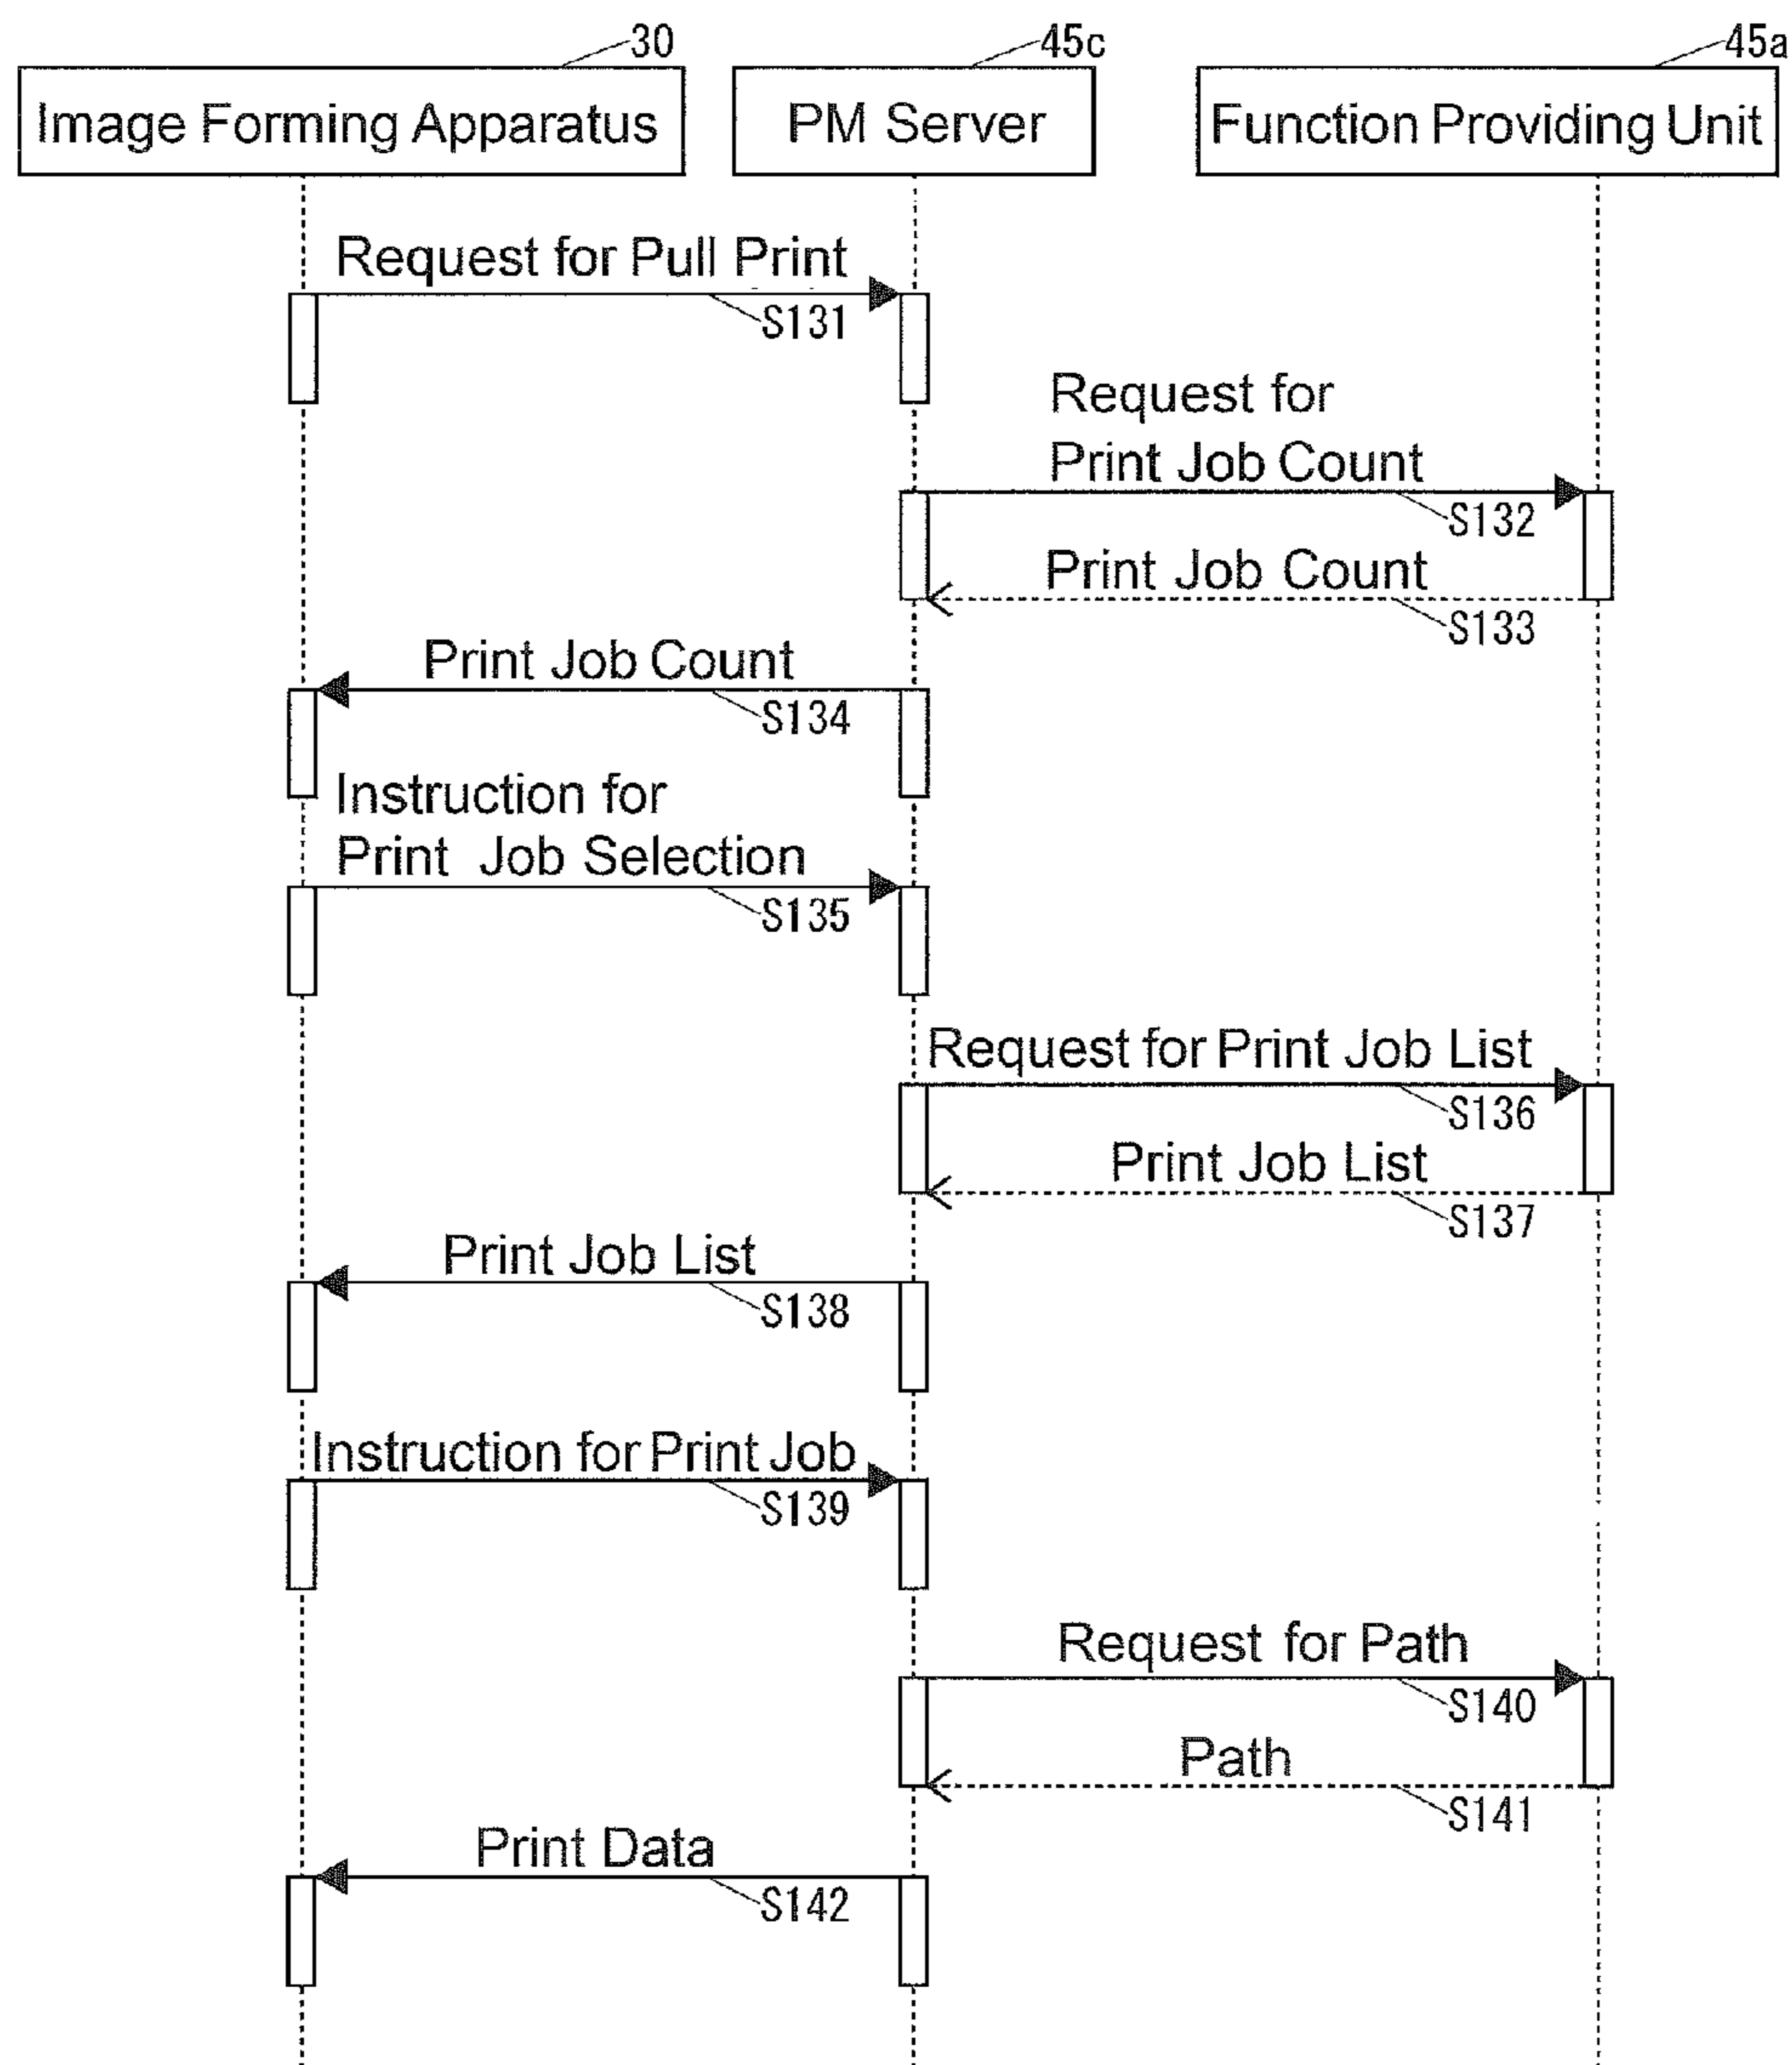 30
45c
45a
Image Forming Apparatus
PM Server
Function Providing Unit
Request for Pull Print
S131
Request for
Print Job Count
S132
Print Job Count
S133
Print Job Count
S134
Instruction for
Print Job Selection
S135
Request for Print Job List
S136
Print Job List
S137
Print Job List
S138
Instruction for Print Job
S139
Request for Path
S140
Path
S141
Print Data
S142